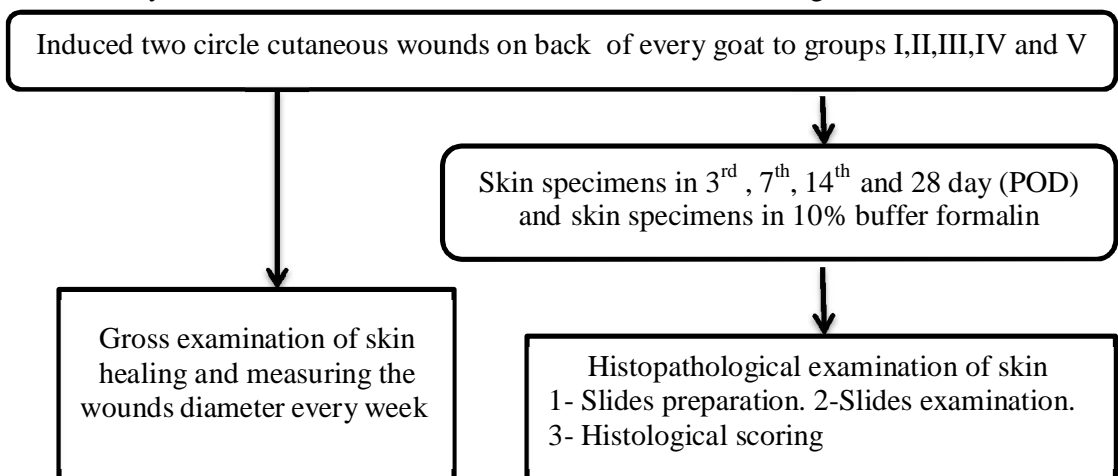 Induced two circle cutaneous wounds on back of every goat to groups I,II,III,IV and V
Skin specimens in 3rd , 7th, 14th and 28 day (POD)
and skin specimens in 10% buffer formalin
Gross examination of skin
healing and measuring the
wounds diameter every week
Histopathological examination of skin
1- Slides preparation. 2-Slides examination.
3- Histological scoring